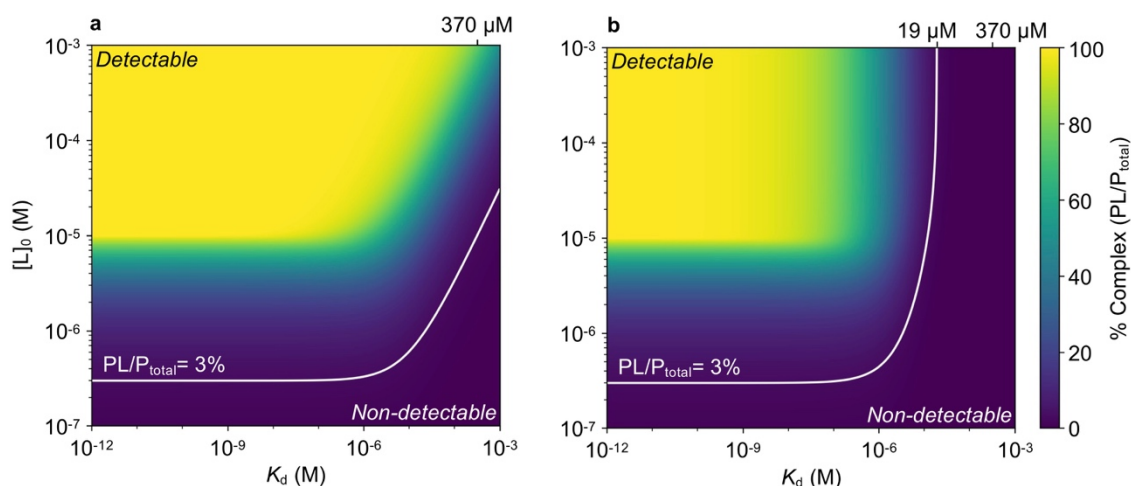 a
370 µM
10⁻³
Detectable
10⁻⁴
10⁻⁵
10⁻⁶
10⁻⁷
[L]₀ (M)
PL/Pₜₒₜₐₗ= 3%
Non-detectable
10⁻¹²
10⁻⁹
10⁻⁶
10⁻³
K_d (M)
b
19 µM
370 µM
10⁻³
Detectable
10⁻⁴
10⁻⁵
10⁻⁶
10⁻⁷
PL/Pₜₒₜₐₗ= 3%
Non-detectable
10⁻¹²
10⁻⁹
10⁻⁶
10⁻³
K_d (M)
100
80
60
40
20
0
% Complex (PL/Pₜₒₜₐₗ)